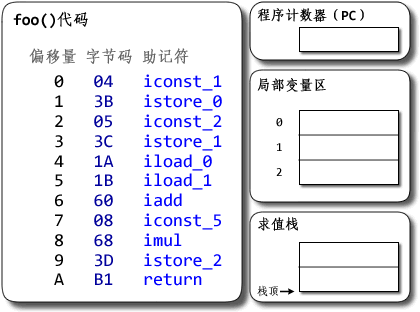 foo()代码
偏移量 字节码 助记符
0 04 iconst_1
1 3B istore_0
2 05 iconst_2
3 3C istore_1
4 1A iload_0
5 1B iload_1
6 60 iadd
7 08 iconst_5
8 68 imul
9 3D istore_2
A B1 return
程序计数器（PC）
局部变量区
0
1
2
求值栈
栈顶